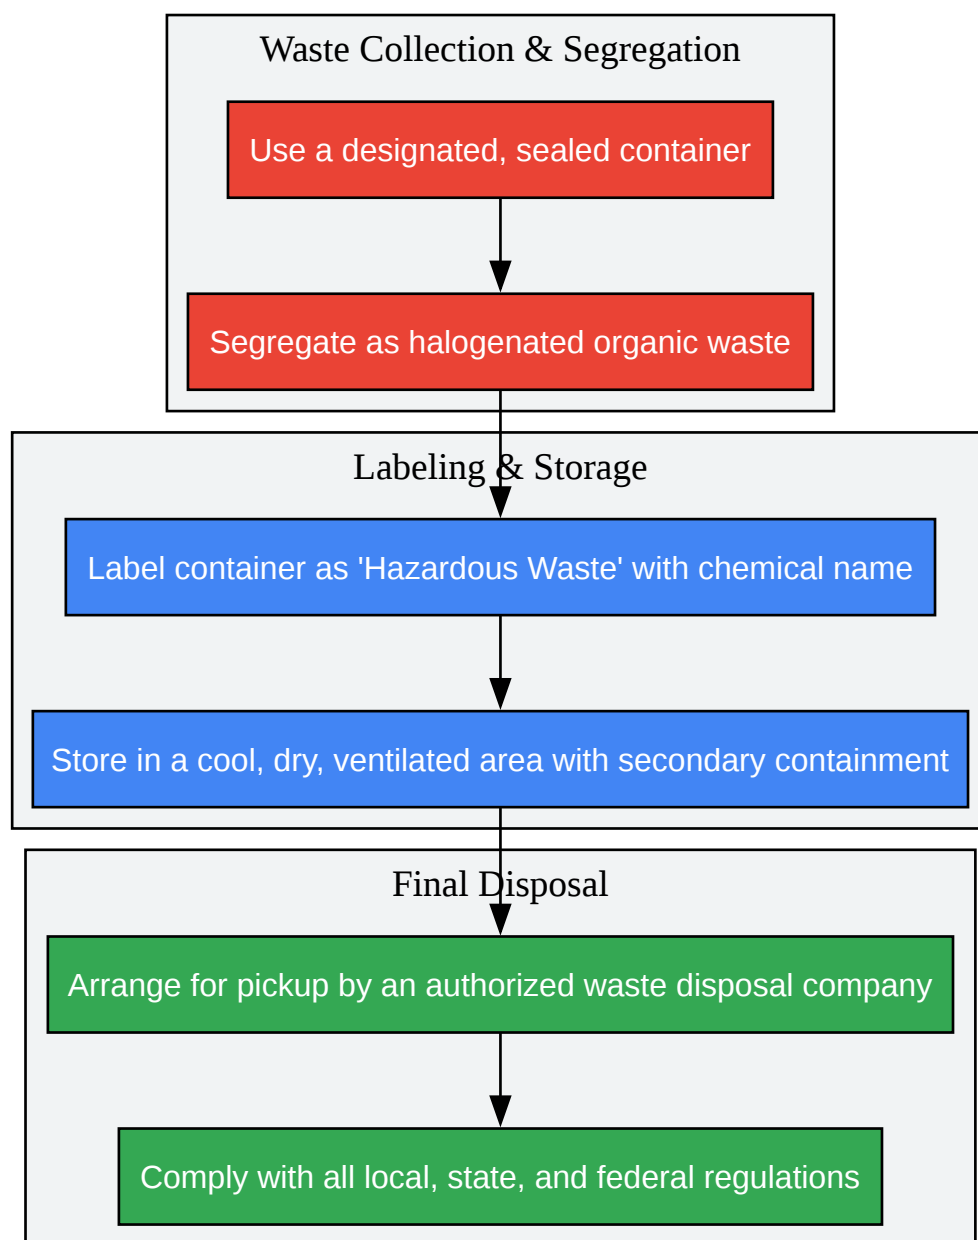 Waste Collection & Segregation
Use a designated, sealed container
Segregate as halogenated organic waste
Labeling & Storage
Label container as 'Hazardous Waste' with chemical name
Store in a cool, dry, ventilated area with secondary containment
Final Disposal
Arrange for pickup by an authorized waste disposal company
Comply with all local, state, and federal regulations